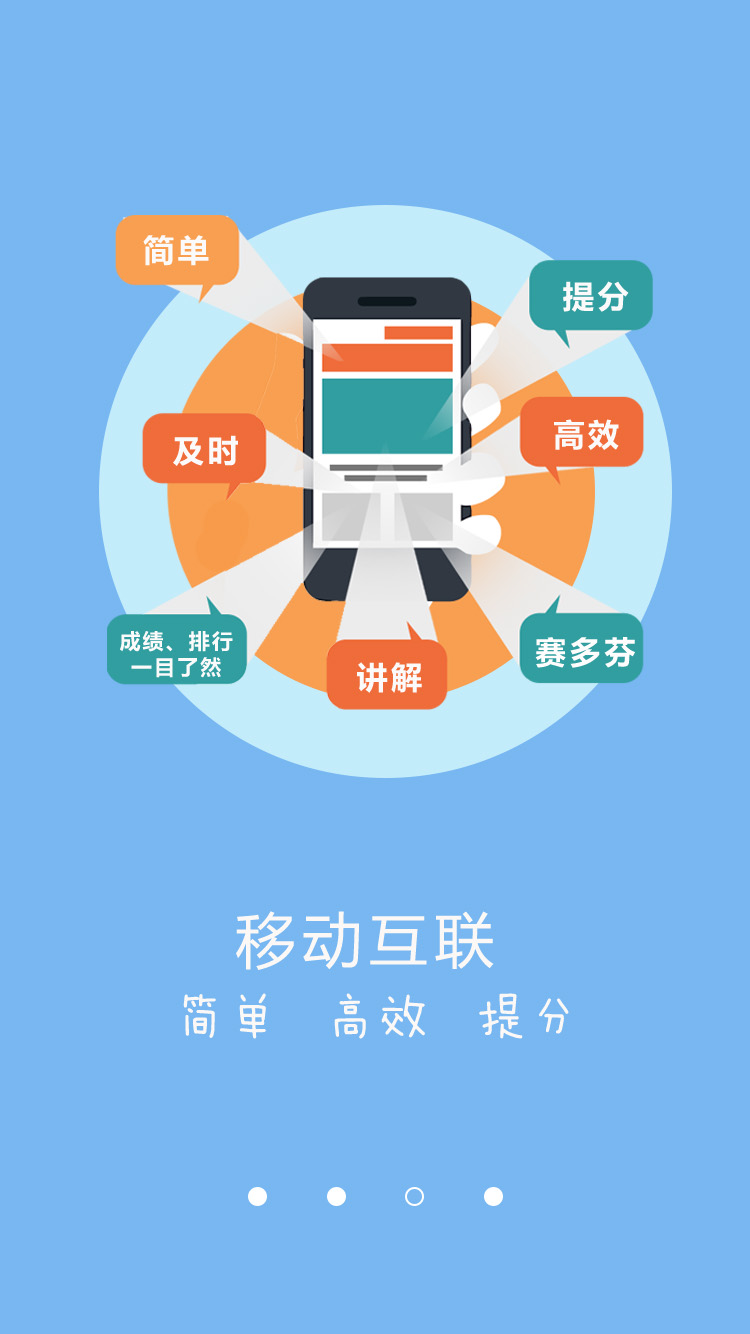 简单
提分
及时
高效
成绩、排行
一目了然
讲解
赛多芬
移动互联
简单 高效 提分